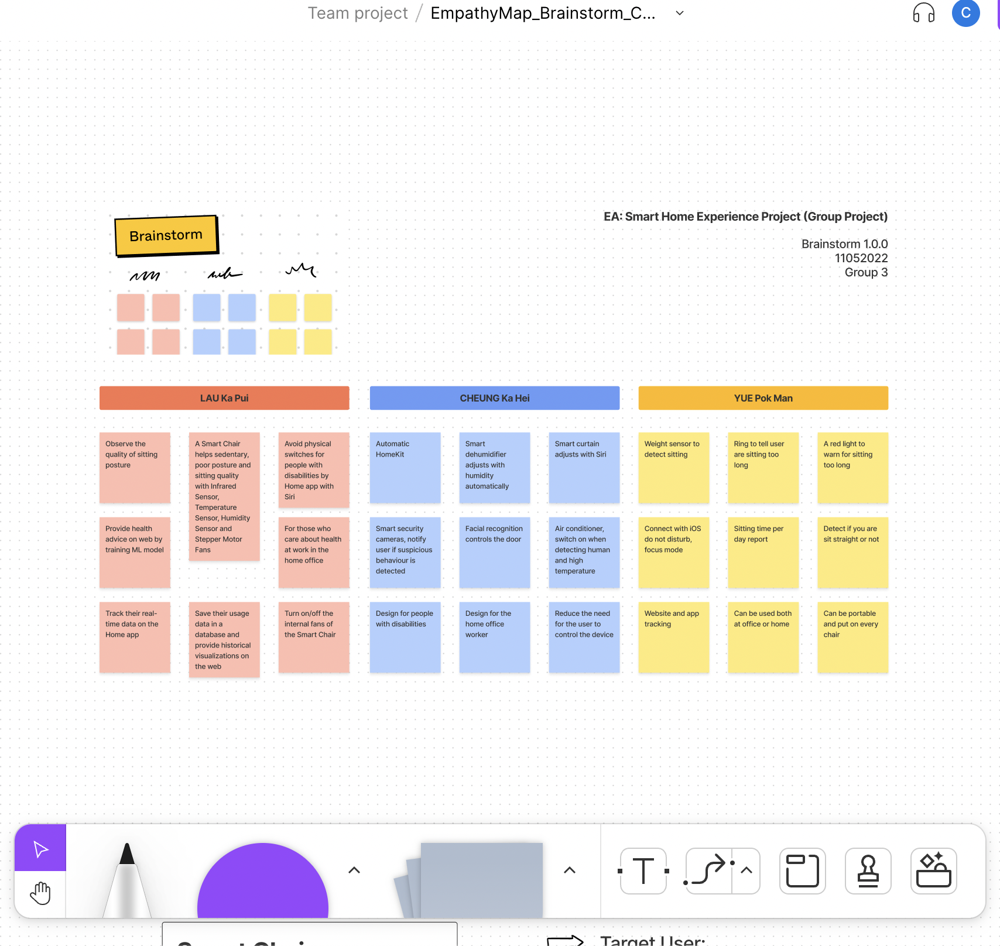 Team project / EmpathyMap_Brainstorm_C...
C
EA: Smart Home Experience Project (Group Project)
Brainstorm
Brainstorm 1.0.0
11052022
Group 3
LAU Ka Pui
CHEUNG Ka Hei
YUE Pok Man
Observe the
quality of sitting
posture
A Smart Chair
helps sedentary,
poor posture and
sitting quality
with Infrared
Sensor,
Temperature
Sensor, Humidity
Sensor and
Stepper Motor
Fans
Avoid physical
switches for
people with
disabilities by
Home app with
Siri
Provide health
advice on web by
training ML model
For those who
care about health
at work in the
home office
Track their real-
time data on the
Home app
Save their usage
data in a
database and
provide historical
visualizations on
the web
Turn on/off the
internal fans of
the Smart Chair
Automatic
HomeKit
Smart
dehumidifier
adjusts with
humidity
automatically
Smart curtain
adjusts with Siri
Smart security
cameras, notify
user if suspicious
behaviour is
detected
Facial recognition
controls the door
Air conditioner,
switch on when
detecting human
and high
temperature
Design for people
with disabilities
Design for the
home office
worker
Reduce the need
for the user to
control the device
Weight sensor to
detect sitting
Ring to tell user
are sitting too
long
A red light to
warn for sitting
too long
Connect with iOS
do not disturb,
focus mode
Sitting time per
day report
Detect if you are
sit straight or not
Website and app
tracking
Can be used both
at office or home
Can be portable
and put on every
chair
T
Smart Chair
Target User: